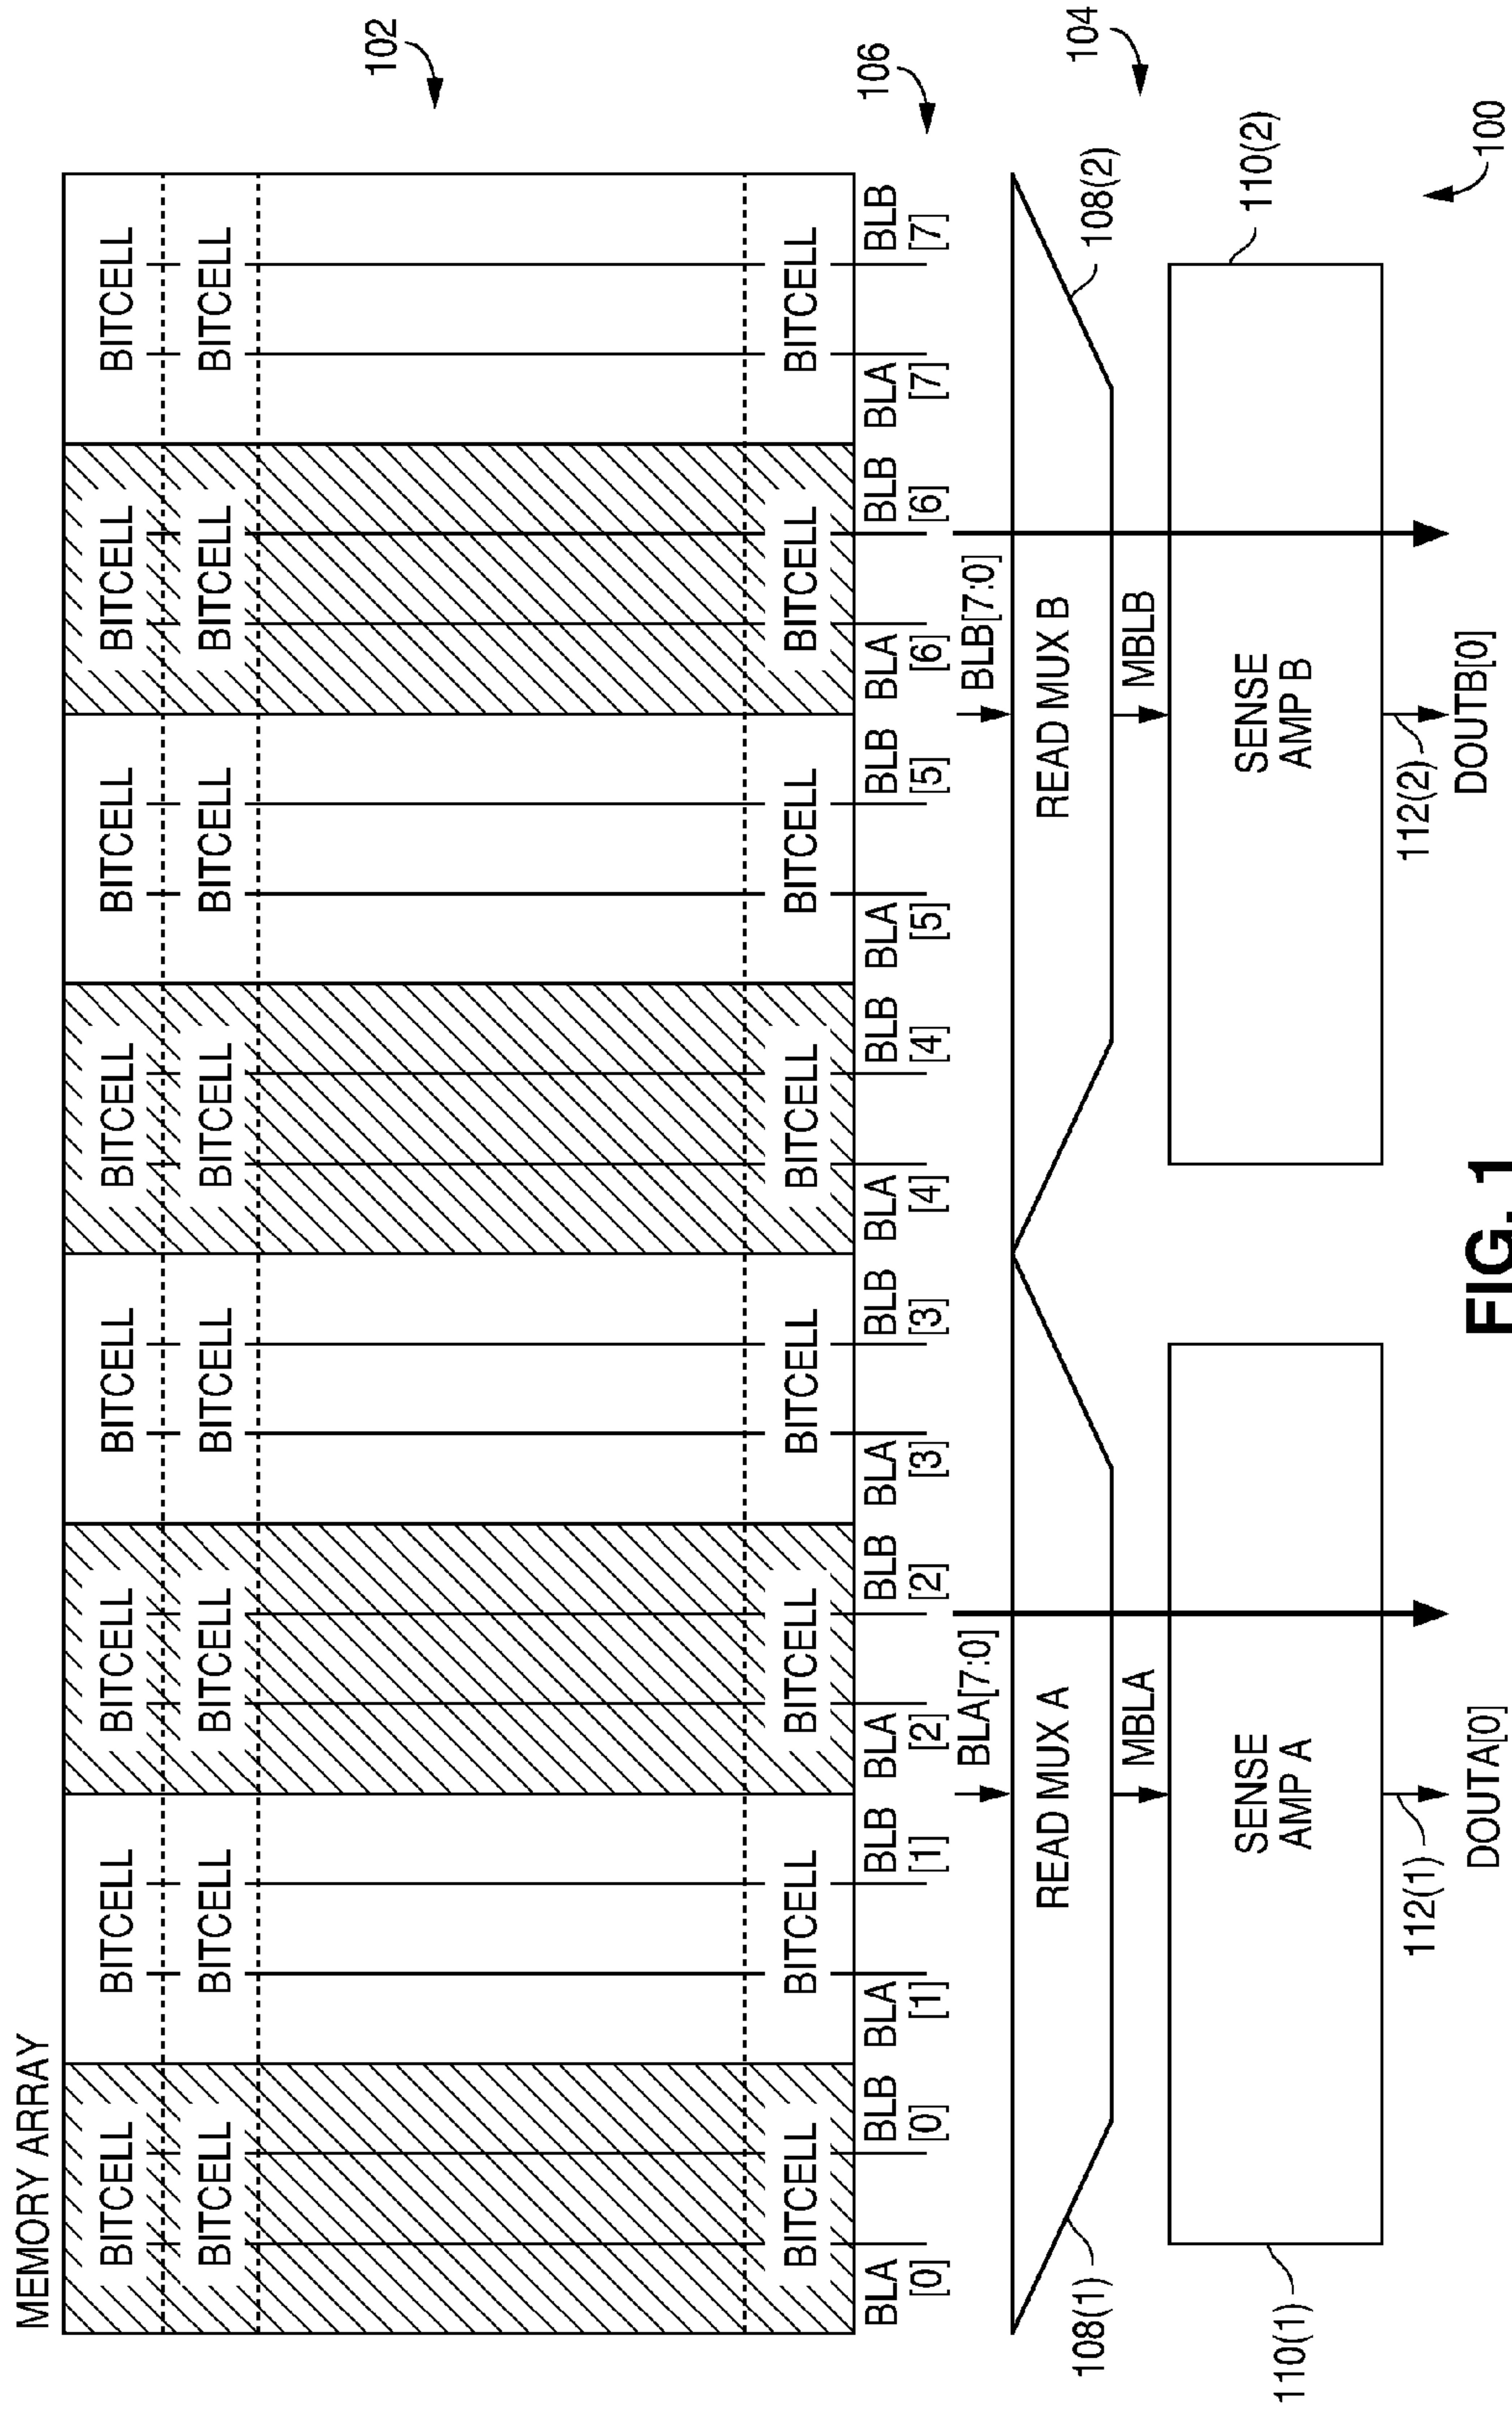 MEMORY ARRAY
102
BITCELL BITCELL BITCELL BITCELL BITCELL BITCELL BITCELL BITCELL
BITCELL BITCELL BITCELL BITCELL BITCELL BITCELL BITCELL BITCELL
BITCELL BITCELL BITCELL BITCELL BITCELL BITCELL BITCELL BITCELL
BLA BLB BLA BLB BLA BLB BLA BLB BLA BLB BLA BLB BLA BLB BLA BLB
[0] [0] [1] [1] [2] [2] [3] [3] [4] [4] [5] [5] [6] [6] [7] [7]
106
BLA[7:0] BLB[7:0]
READ MUX A READ MUX B
108(1) 108(2)
104
MBLA MBLB
SENSE AMP A
SENSE AMP B
110(1) 110(2)
112(1) 112(2)
DOUTA[0] DOUTB[0]
100
FIG. 1